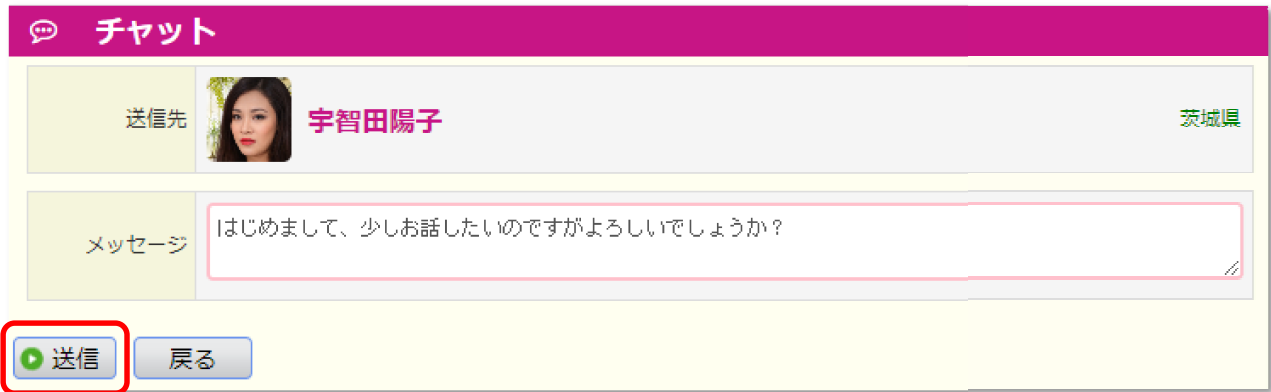 チャット
送信先
宇智田陽子
茨城県
メッセージ
はじめまして、少しお話したいのですがよろしいでしょうか？
送信
戻る